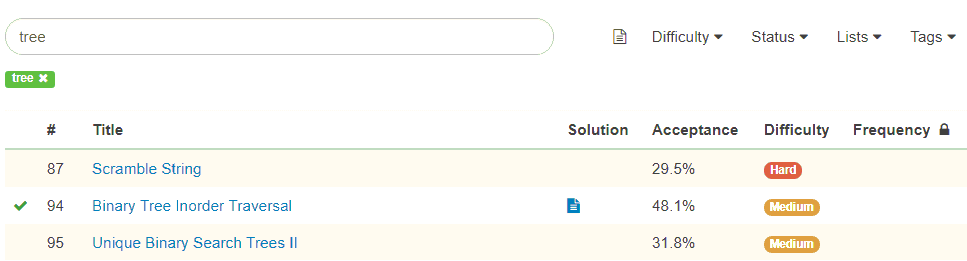 tree Difficulty Status Lists Tags
tree ×
# Title Solution Acceptance Difficulty Frequency
87 Scramble String 29.5% Hard
94 Binary Tree Inorder Traversal 48.1% Medium
95 Unique Binary Search Trees II 31.8% Medium